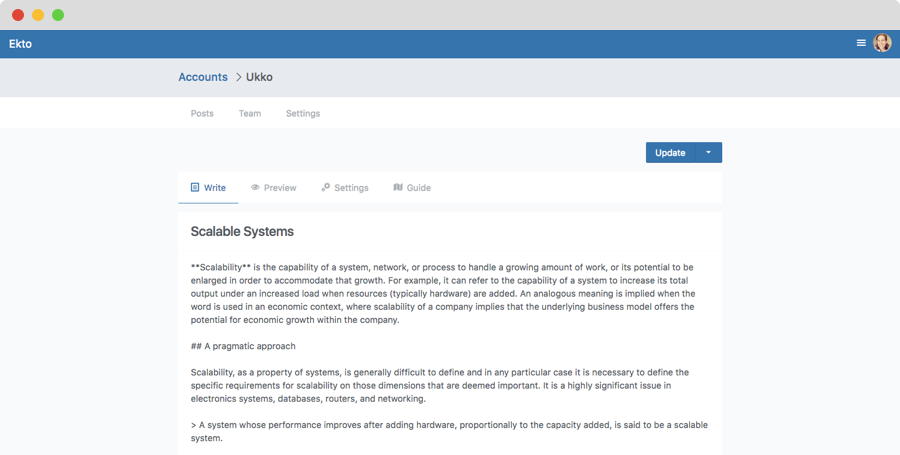 Ekto
Accounts > Ukko
Posts Team Settings
Update
Write Preview Settings Guide
Scalable Systems
**Scalability** is the capability of a system, network, or process to handle a growing amount of work, or its potential to be
enlarged in order to accommodate that growth. For example, it can refer to the capability of a system to increase its total
output under an increased load when resources (typically hardware) are added. An analogous meaning is implied when the
word is used in an economic context, where scalability of a company implies that the underlying business model offers the
potential for economic growth within the company.
## A pragmatic approach
Scalability, as a property of systems, is generally difficult to define and in any particular case it is necessary to define the
specific requirements for scalability on those dimensions that are deemed important. It is a highly significant issue in
electronics systems, databases, routers, and networking.
> A system whose performance improves after adding hardware, proportionally to the capacity added, is said to be a scalable
system.